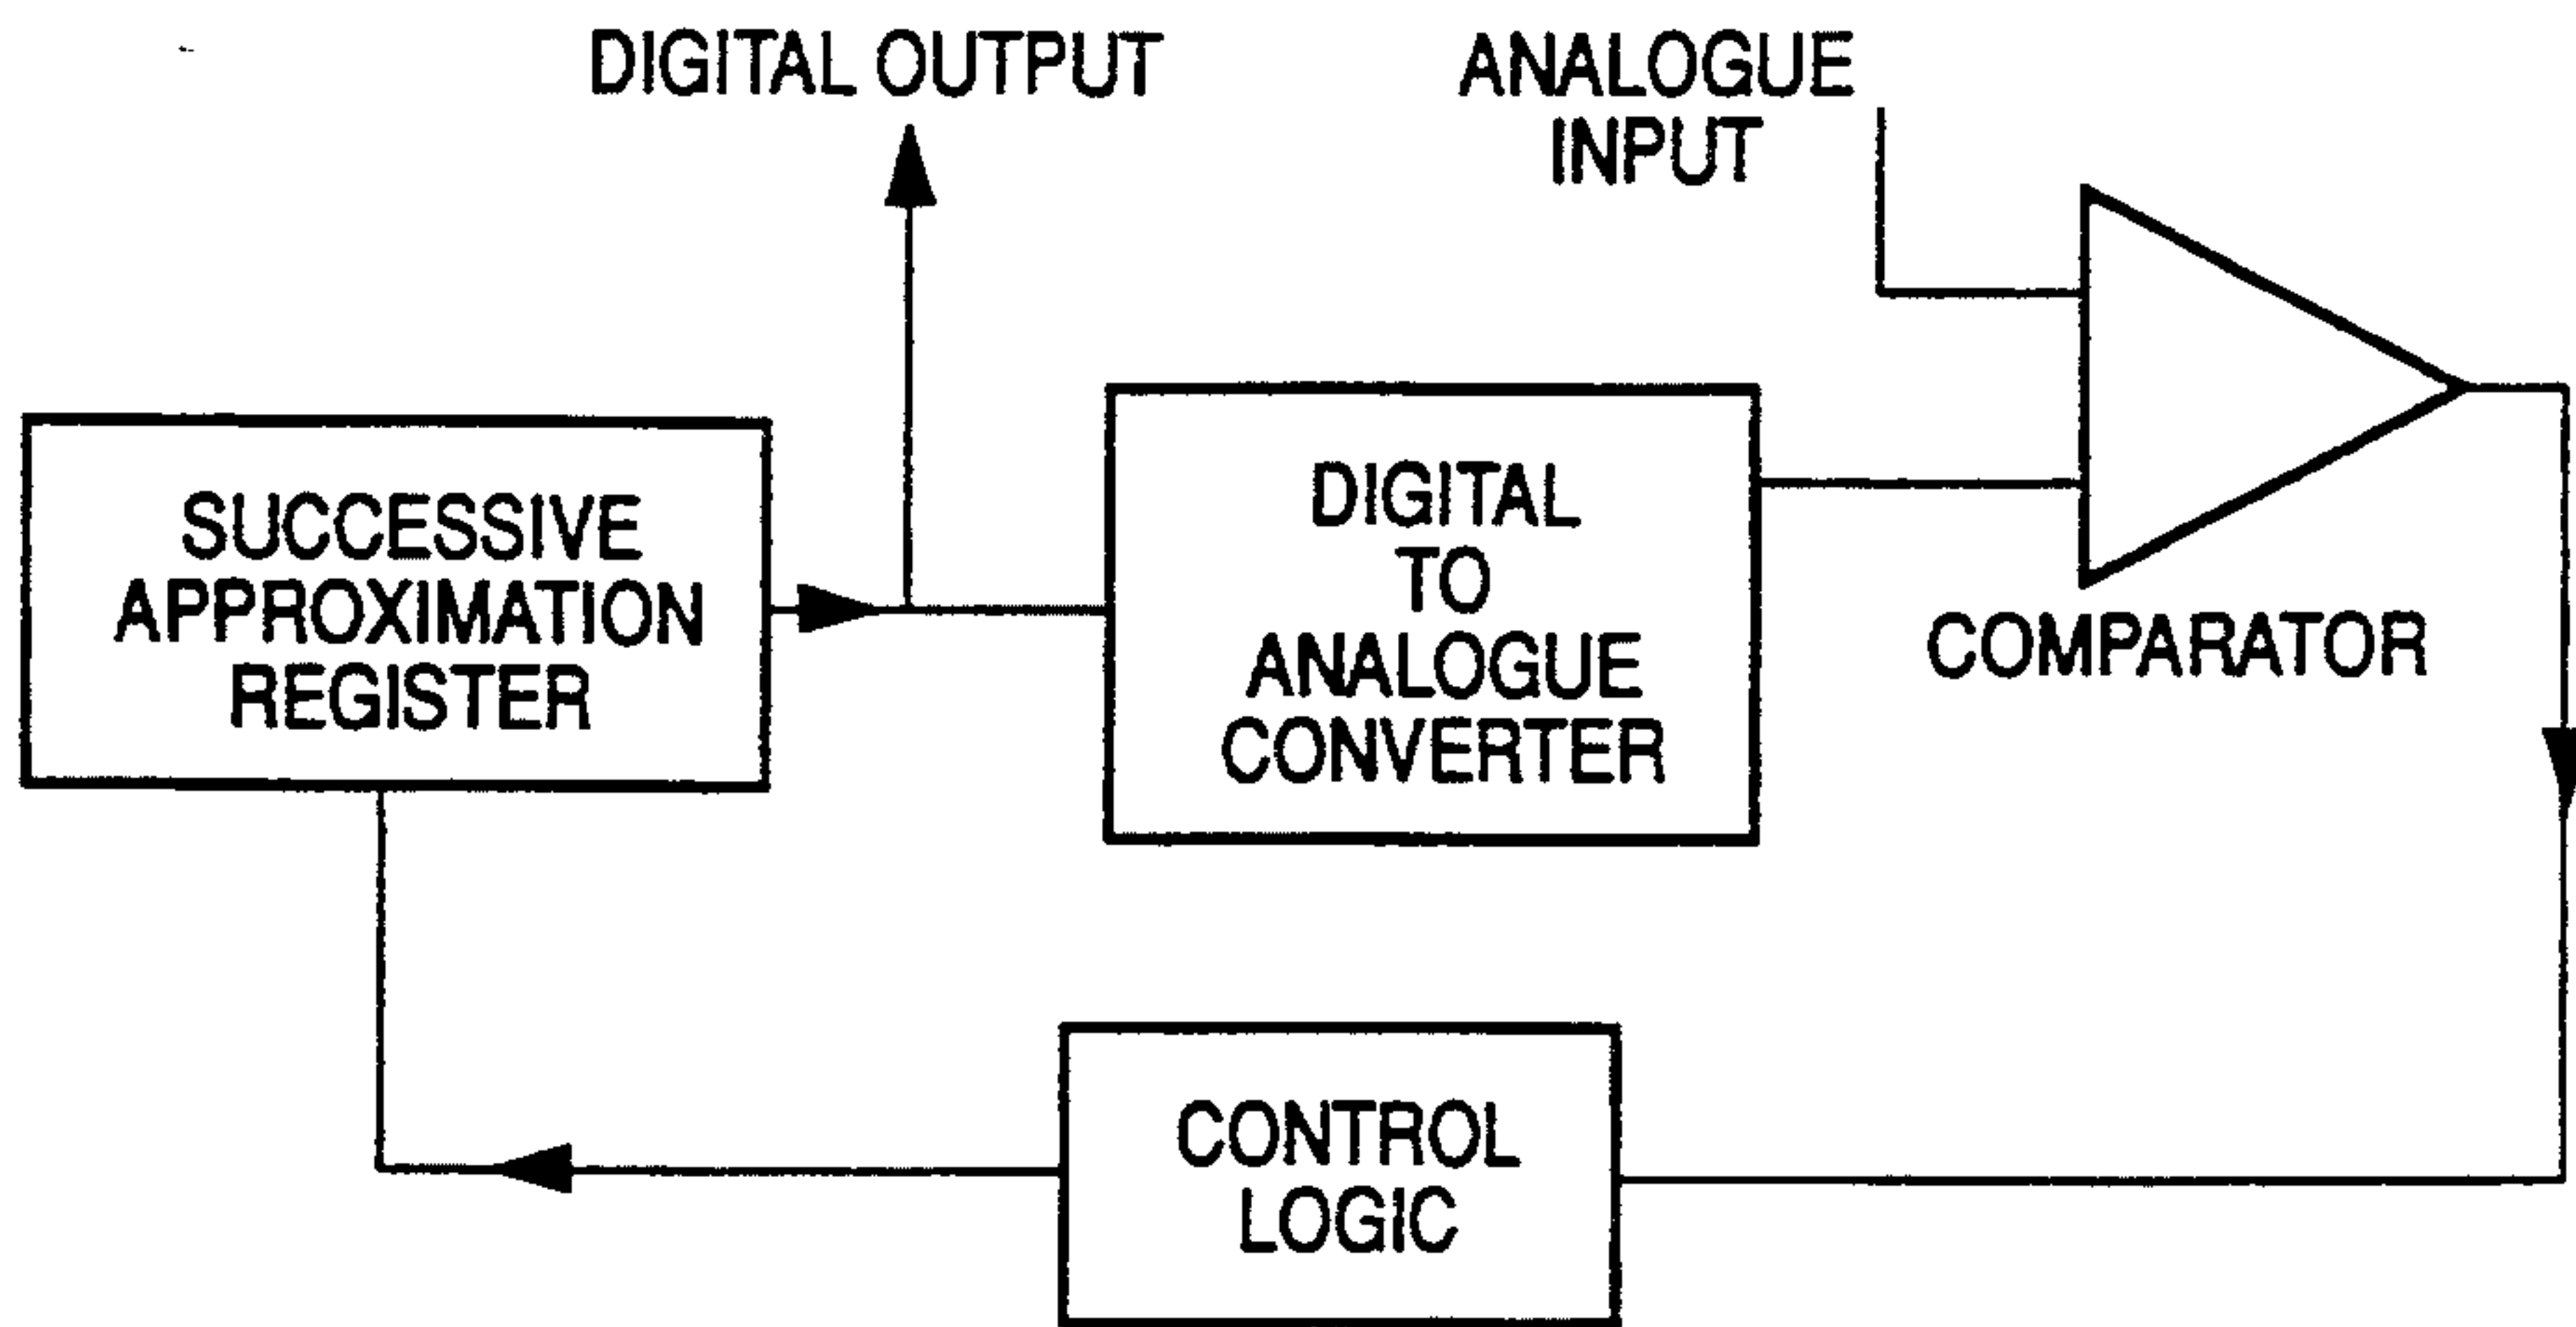 DIGITAL OUTPUT
ANALOGUE
INPUT
SUCCESSIVE
APPROXIMATION
REGISTER
DIGITAL
TO
ANALOGUE
CONVERTER
COMPARATOR
CONTROL
LOGIC